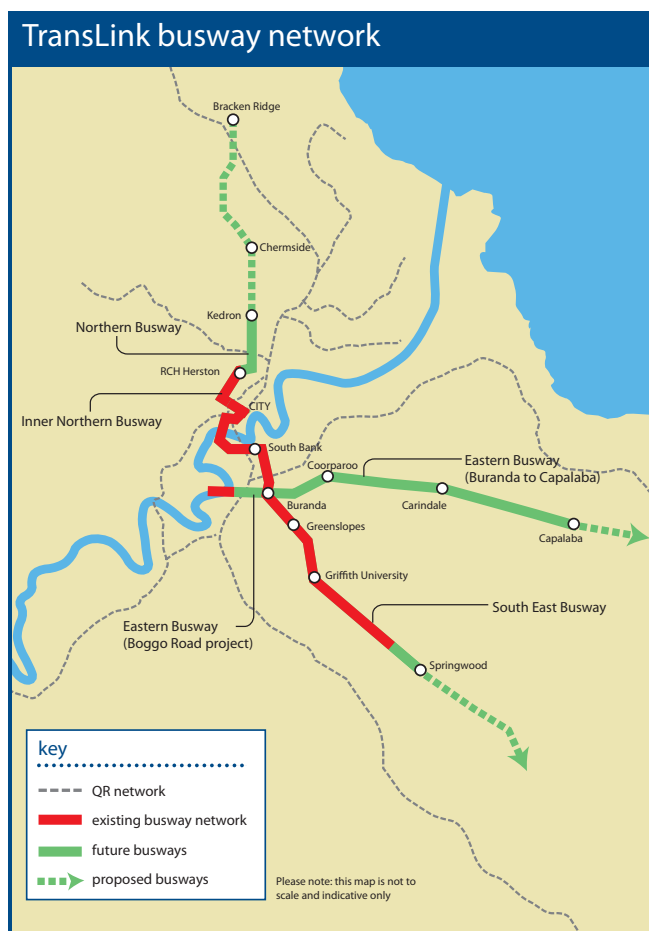 TransLink busway network
Bracken Ridge
Chermside
Kedron
Northern Busway
RCH Herston
CITY
Inner Northern Busway
South Bank
Coorparoo
Eastern Busway
(Buranda to Capalaba)
Buranda
Carindale
Greenslopes
Capalaba
Griffith University
South East Busway
Eastern Busway
(Boggo Road project)
Springwood
key
QR network
existing busway network
future busways
proposed busways
Please note: this map is not to
scale and indicative only